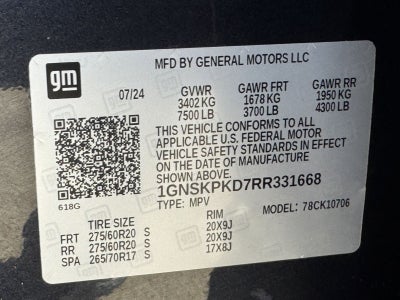 gm
MFD BY GENERAL MOTORS LLC
07/24 GVWR GAWR FRT GAWR RR
3402 KG 1678 KG 1950 KG
7500 LB 3700 LB 4300 LB
THIS VEHICLE CONFORMS TO ALL
APPLICABLE U.S. FEDERAL MOTOR
VEHICLE SAFETY STANDARDS IN EFFECT
ON THE DATE OF MANUFACTURE
SHOWN ABOVE.
1GNSKPKD7RR331668
618G TYPE: MPV MODEL: 78CK10706
TIRE SIZE RIM
FRT 275/60R20 S 20X9J
RR 275/60R20 S 20X9J
SPA 265/70R17 S 17X8J